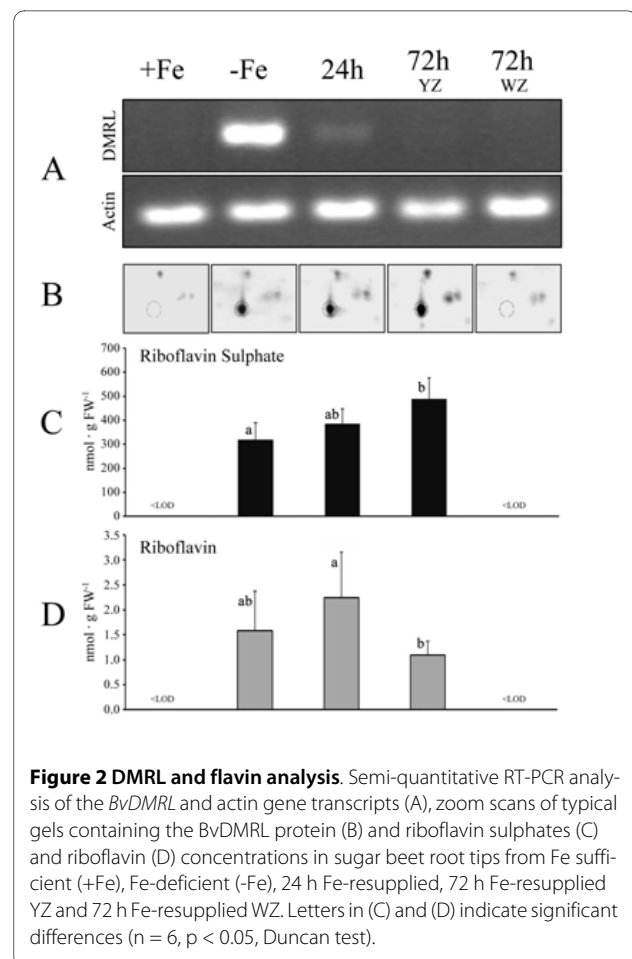 +Fe -Fe 24h 72h 72h
YZ WZ
A
DMRL
Actin
B
C
Riboflavin Sulphate
nmol · g FW-1
700
600
500
400
300
200
100
0
<LOD a ab b <LOD
D
Riboflavin
nmol · g FW-1
3.5
3.0
2.5
2.0
1.5
1.0
0.5
0.0
<LOD ab a b <LOD
Figure 2 DMRL and flavin analysis. Semi-quantitative RT-PCR analy-
sis of the BvDMRL and actin gene transcripts (A), zoom scans of typical
gels containing the BvDMRL protein (B) and riboflavin sulphates (C)
and riboflavin (D) concentrations in sugar beet root tips from Fe suffi-
cient (+Fe), Fe-deficient (-Fe), 24 h Fe-resupplied, 72 h Fe-resupplied
YZ and 72 h Fe-resupplied WZ. Letters in (C) and (D) indicate significant
differences (n = 6, p < 0.05, Duncan test).